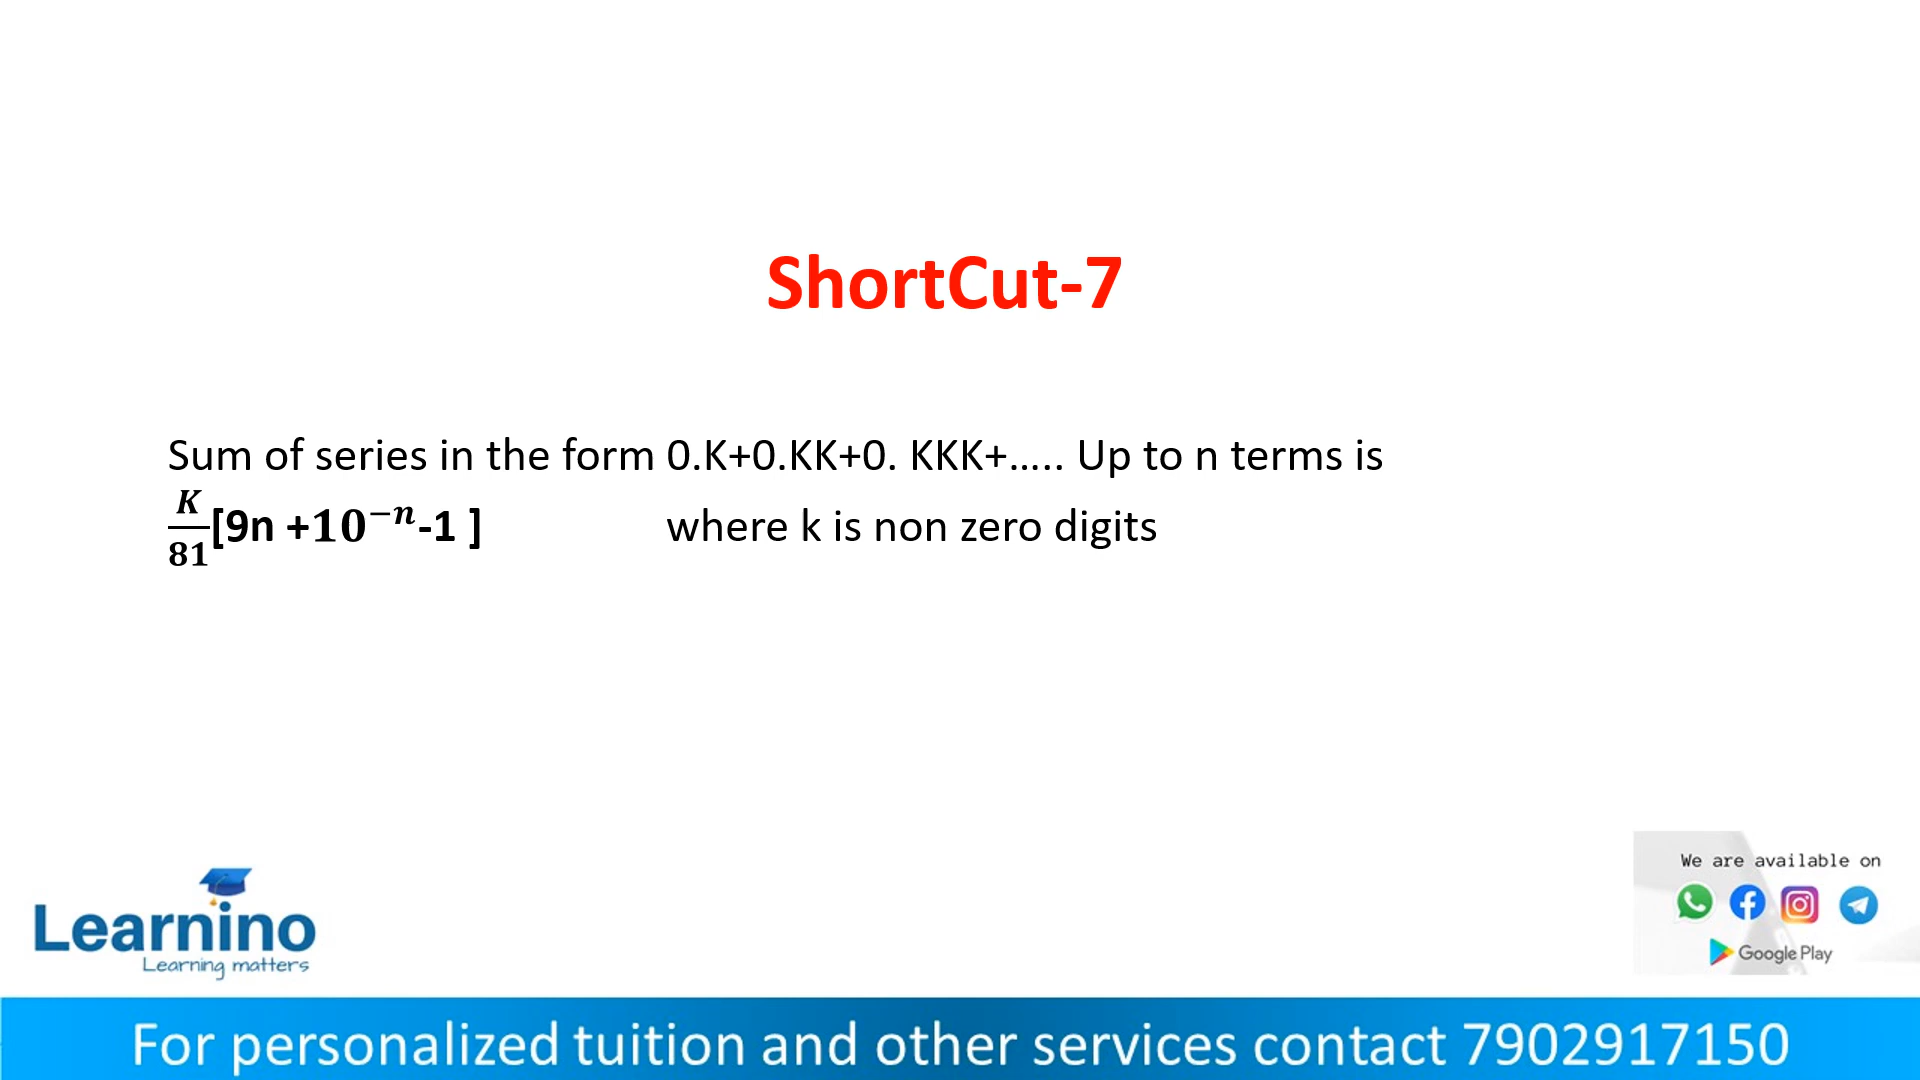 ShortCut-7
Sum of series in the form 0.K+0.KK+0. KKK+..... Up to n terms is
K/81[9n +10⁻ⁿ-1 ] where k is non zero digits
We are available on
Google Play
Learnino
Learning matters
For personalized tuition and other services contact 7902917150